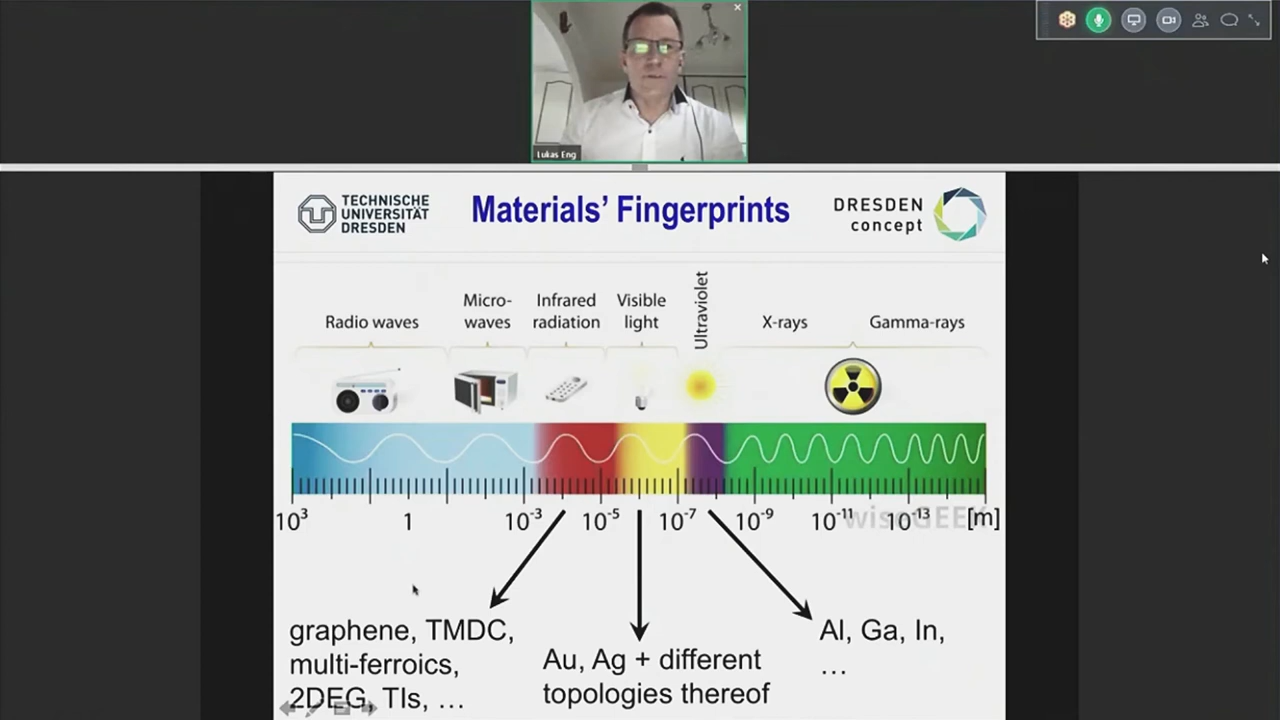 Lukas Eng
TECHNISCHE
UNIVERSITÄT
DRESDEN
Materials' Fingerprints
DRESDEN
concept
Radio waves
Micro-
waves
Infrared
radiation
Visible
light
Ultraviolet
X-rays
Gamma-rays
10³ 1 10⁻³ 10⁻⁵ 10⁻⁷ 10⁻⁹ 10⁻¹¹ 10⁻¹³ [m]
wiseGEEK
graphene, TMDC,
multi-ferroics,
2DEG, TIs, …
Au, Ag + different
topologies thereof
Al, Ga, In,
…